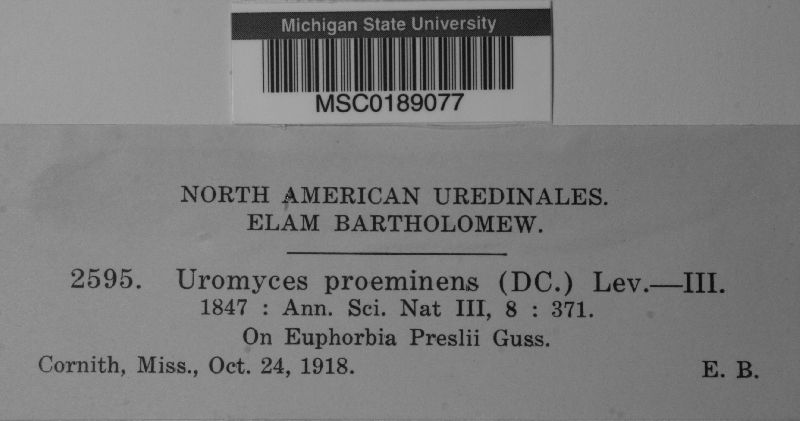 Michigan State University
MSC0189077
NORTH AMERICAN UREDINALES.
ELAM BARTHOLOMEW.
2595. Uromyces proeminens (DC.) Lev.—III.
1847 : Ann. Sci. Nat III, 8 : 371.
On Euphorbia Preslii Guss.
Cornith, Miss., Oct. 24, 1918. E. B.